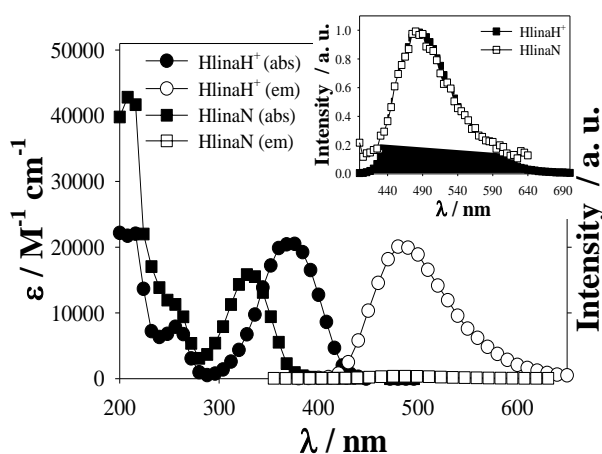 50000
40000
30000
20000
10000
0
ε / M⁻¹ cm⁻¹
200 300 400 500 600
λ / nm
Intensity / a. u.
HlinaH⁺ (abs)
HlinaH⁺ (em)
HlinaN (abs)
HlinaN (em)
1.0
0.8
0.6
0.4
0.2
0.0
Intensity / a. u.
440 490 540 590 640 690
λ / nm
HlinaH⁺
HlinaN